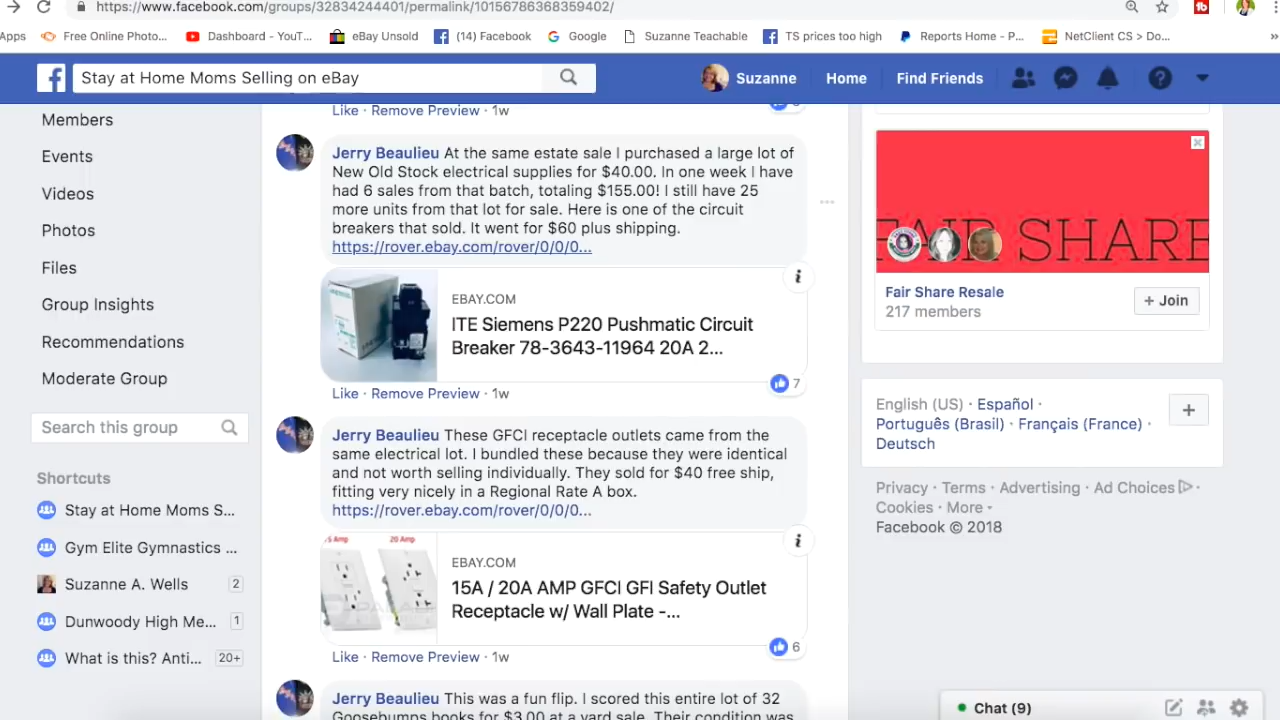 https://www.facebook.com/groups/32834244401/permalink/10156786368359402/
Apps
Free Online Photo...
Dashboard - YouT...
eBay Unsold
(14) Facebook
Google
Suzanne Teachable
TS prices too high
Reports Home - P...
NetClient CS > Do...
»
Stay at Home Moms Selling on eBay
Suzanne
Home
Find Friends
Members
Events
Videos
Photos
Files
Group Insights
Recommendations
Moderate Group
Search this group
Shortcuts
Stay at Home Moms S...
Gym Elite Gymnastics ...
Suzanne A. Wells 2
Dunwoody High Me... 1
What is this? Anti... 20+
Like · Remove Preview · 1w
Jerry Beaulieu At the same estate sale I purchased a large lot of
New Old Stock electrical supplies for $40.00. In one week I have
had 6 sales from that batch, totaling $155.00! I still have 25
more units from that lot for sale. Here is one of the circuit
breakers that sold. It went for $60 plus shipping.
https://rover.ebay.com/rover/0/0/0...
EBAY.COM
ITE Siemens P220 Pushmatic Circuit
Breaker 78-3643-11964 20A 2...
7
Like · Remove Preview · 1w
Jerry Beaulieu These GFCI receptacle outlets came from the
same electrical lot. I bundled these because they were identical
and not worth selling individually. They sold for $40 free ship,
fitting very nicely in a Regional Rate A box.
https://rover.ebay.com/rover/0/0/0...
20 Amp
EBAY.COM
15A / 20A AMP GFCI GFI Safety Outlet
Receptacle w/ Wall Plate -...
6
Like · Remove Preview · 1w
Jerry Beaulieu This was a fun flip. I scored this entire lot of 32
Goosebumps books for $3.00 at a yard sale. Their condition was
FAIR SHARE
Fair Share Resale
217 members
+ Join
English (US) · Español ·
Português (Brasil) · Français (France) ·
Deutsch
+
Privacy · Terms · Advertising · Ad Choices ·
Cookies · More
Facebook © 2018
Chat (9)